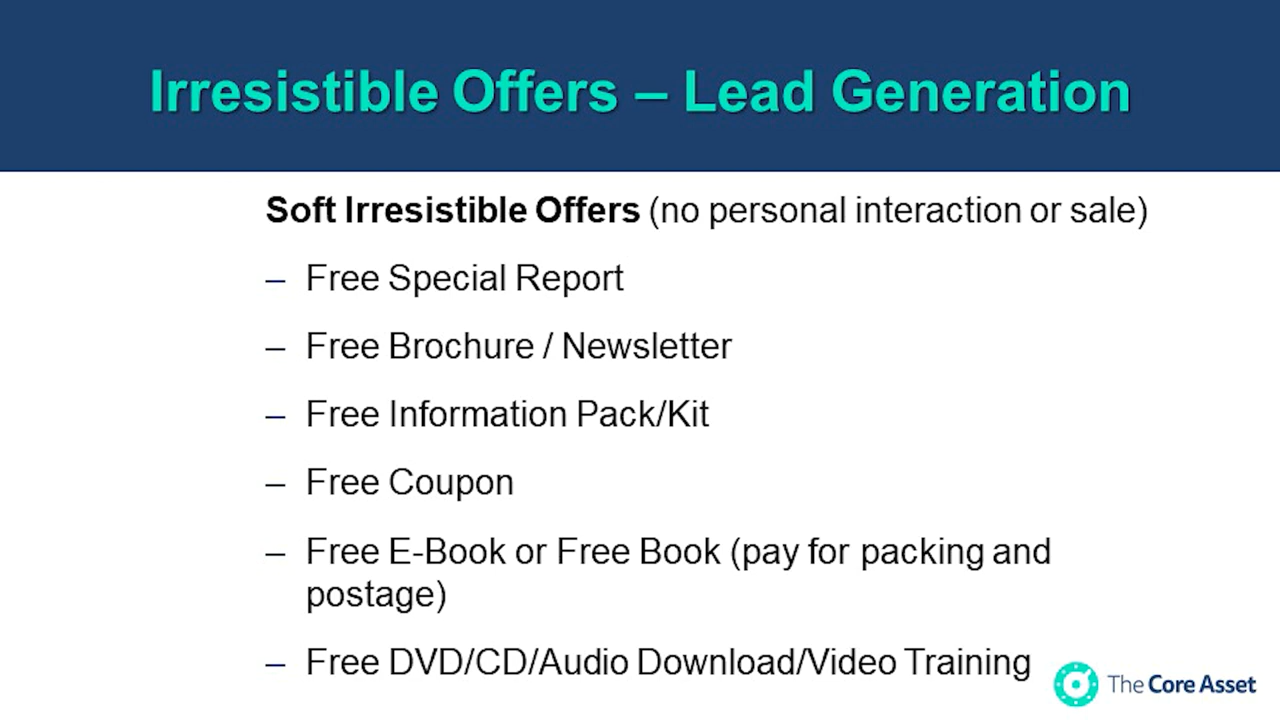 Irresistible Offers – Lead Generation
Soft Irresistible Offers (no personal interaction or sale)
– Free Special Report
– Free Brochure / Newsletter
– Free Information Pack/Kit
– Free Coupon
– Free E-Book or Free Book (pay for packing and
postage)
– Free DVD/CD/Audio Download/Video Training
The Core Asset